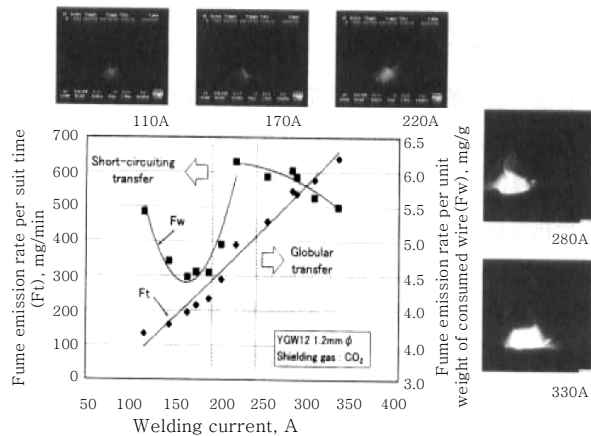 110A
170A
220A
700
600
500
400
300
200
100
0
6.5
6.0
5.5
5.0
4.5
4.0
3.5
3.0
50 100 150 200 250 300 350 400
Short-circuiting
transfer
Fw
Ft
Globular
transfer
YGW12 1.2mm φ
Shielding gas : CO2
Fume emission rate per suit time
(Ft), mg/min
Fume emission rate per unit
weight of consumed wire(Fw), mg/g
Welding current, A
280A
330A